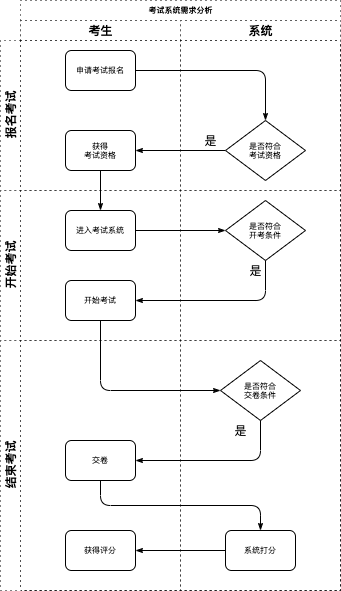 考试系统需求分析
考生
系统
报名考试
申请考试报名
是
是否符合
考试资格
获得
考试资格
开始考试
进入考试系统
是否符合
开考条件
是
开始考试
结束考试
是否符合
交卷条件
是
交卷
获得评分
系统打分